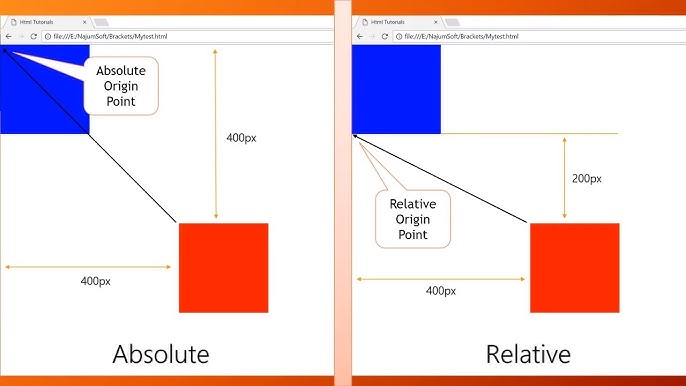 Html Tutorials
file:///E:/NajumSoft/Brackets/Mytest.html
Absolute
Origin
Point
400px
400px
Absolute
Html Tutorials
file:///E:/NajumSoft/Brackets/Mytest.html
Relative
Origin
Point
200px
400px
Relative